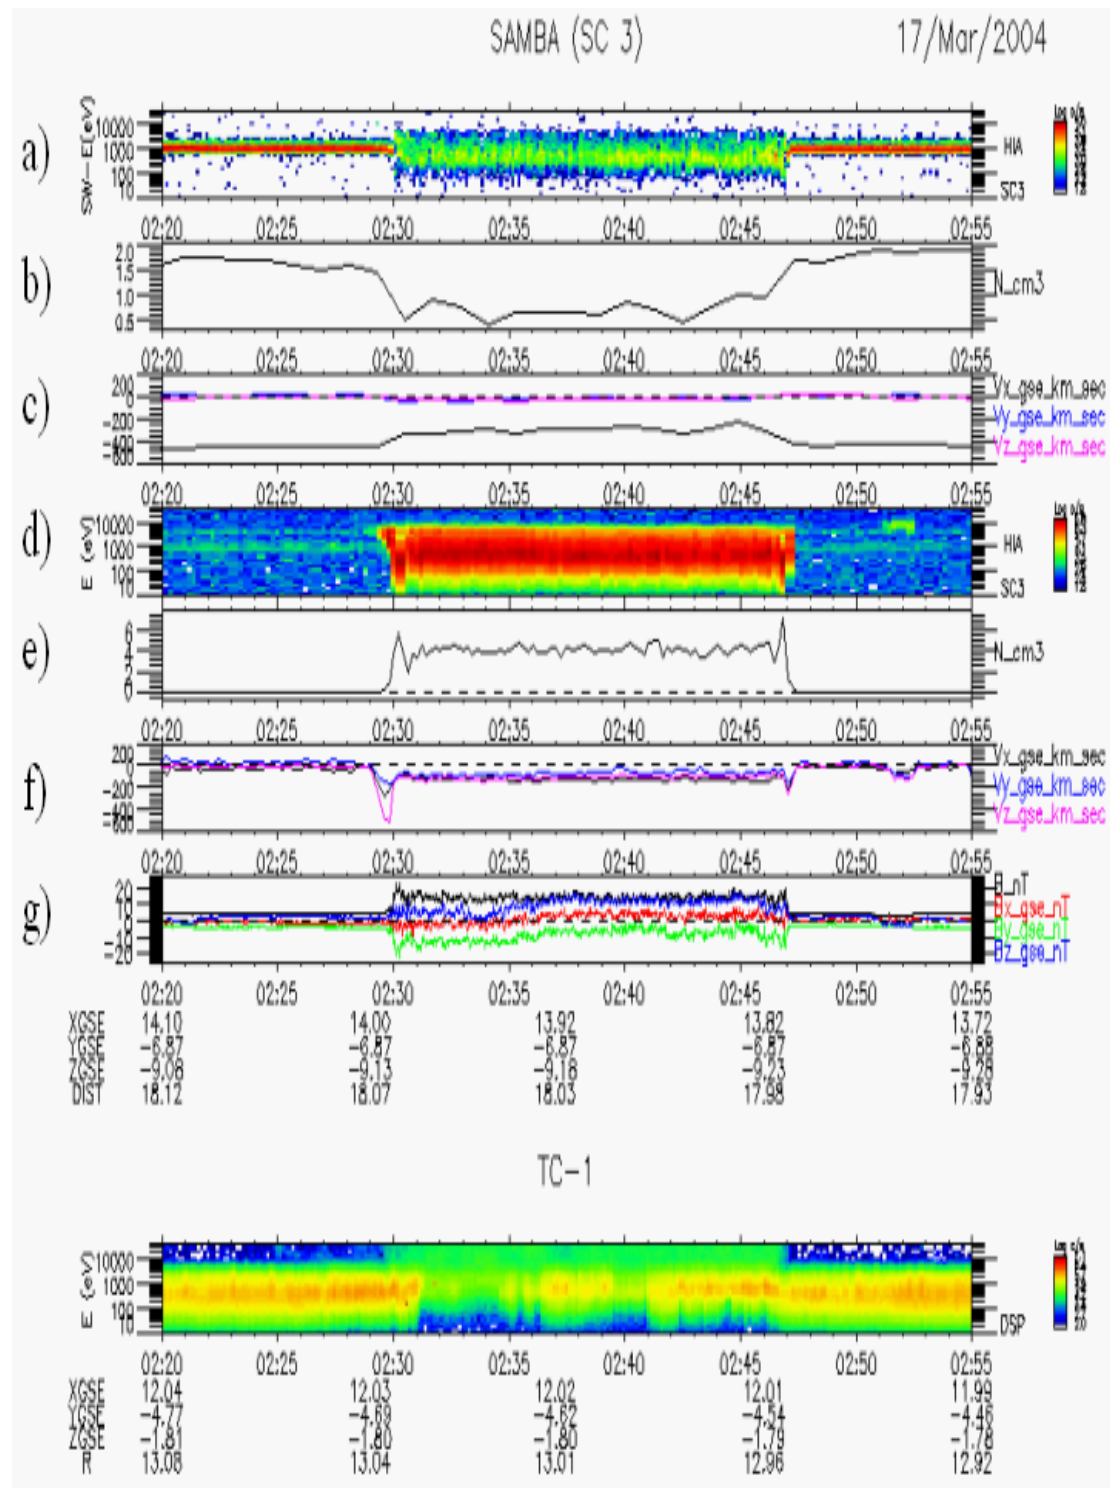 SAMBA (SC 3) 17/Mar/2004
a)
SW-E(eV)
10000
1000
100
10
HIA
SC3
02:20 02:25 02:30 02:35 02:40 02:45 02:50 02:55
b)
2.0
1.5
1.0
0.5
N_cm3
02:20 02:25 02:30 02:35 02:40 02:45 02:50 02:55
c)
200
0
-200
-400
Vx_gse_km_sec
Vy_gse_km_sec
Vz_gse_km_sec
02:20 02:25 02:30 02:35 02:40 02:45 02:50 02:55
d)
E (eV)
10000
1000
100
10
HIA
SC3
e)
6
4
0
N_cm3
02:20 02:25 02:30 02:35 02:40 02:45 02:50 02:55
f)
200
0
-200
-400
Vx_gse_km_sec
Vy_gse_km_sec
Vz_gse_km_sec
02:20 02:25 02:30 02:35 02:40 02:45 02:50 02:55
g)
20
-20
B_nT
Bx_gse_nT
By_gse_nT
Bz_gse_nT
02:20 02:25 02:30 02:35 02:40 02:45 02:50 02:55
XGSE 14.10 14.00 13.92 13.82 13.72
YGSE -6.87 -6.87 -6.87 -6.87 -6.88
ZGSE -9.08 -9.13 -9.18 -9.23 -9.28
DIST 18.12 18.07 18.03 17.98 17.93
TC-1
E (eV)
10000
1000
100
10
DSP
02:20 02:25 02:30 02:35 02:40 02:45 02:50 02:55
XGSE 12.04 12.03 12.02 12.01 11.99
YGSE -4.77 -4.69 -4.62 -4.54 -4.46
ZGSE -1.81 -1.80 -1.80 -1.79 -1.78
R 13.08 13.04 13.01 12.96 12.92